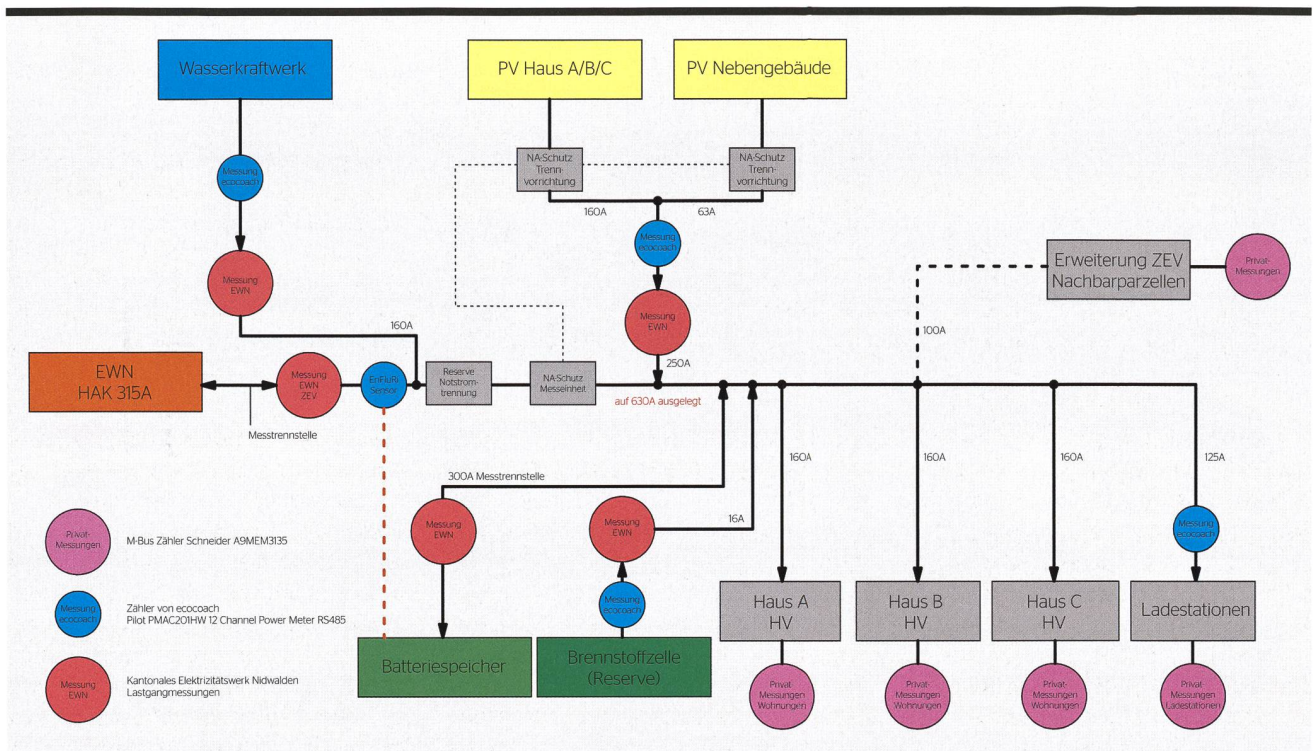 Wasserkraftwerk
PV Haus A/B/C
PV Nebengebäude
Messung
ecocoach
NA-Schutz
Trenn-
vorrichtung
NA-Schutz
Trenn-
vorrichtung
160A
63A
Messung
ecocoach
Messung
EWN
Messung
EWN
Erweiterung ZEV
Nachbarparzellen
Privat-
Messungen
160A
250A
100A
EWN
HAK 315A
Messung
EWN
ZEV
EnFluRi-
Sensor
Reserve
Notstrom-
trennung
NA-Schutz
Messeinheit
auf 630A ausgelegt
Messtrennstelle
160A
160A
160A
125A
300A Messtrennstelle
Messung
EWN
Messung
EWN
16A
Messung
ecocoach
Privat-
Messungen
M-Bus Zähler Schneider A9MEM3135
Messung
ecocoach
Zähler von ecocoach
Pilot PMAC201HW 12 Channel Power Meter RS485
Messung
ecocoach
Haus A
HV
Haus B
HV
Haus C
HV
Ladestationen
Batteriespeicher
Brennstoffzelle
(Reserve)
Messung
EWN
Kantonales Elektrizitätswerk Nidwalden
Lastgangmessungen
Privat-
Messungen
Wohnungen
Privat-
Messungen
Wohnungen
Privat-
Messungen
Wohnungen
Privat-
Messungen
Ladestationen